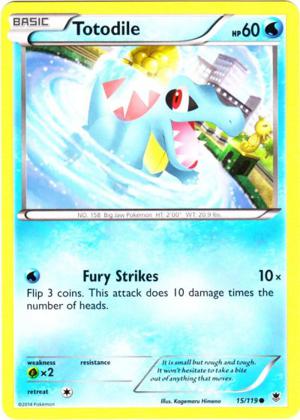 BASIC
Totodile
HP60
NO. 158 Big Jaw Pokémon HT: 2'00" WT: 20.9 lbs.
Fury Strikes 10×
Flip 3 coins. This attack does 10 damage times the
number of heads.
weakness resistance
×2
retreat
It is small but rough and tough.
It won't hesitate to take a bite
out of anything that moves.
©2014 Pokémon
Illus. Kagemaru Himeno
15/119